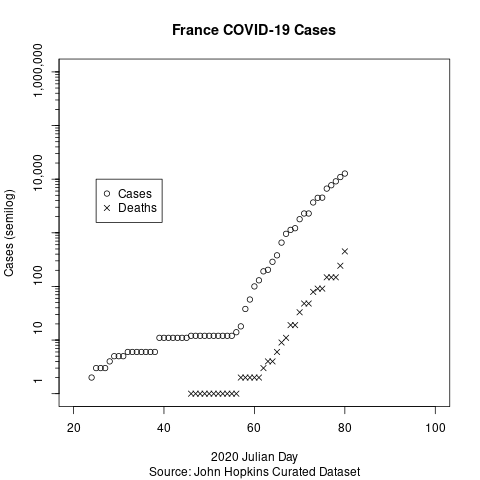 France COVID-19 Cases
1,000,000
10,000
100
10
1
Cases (semilog)
Cases
Deaths
20 40 60 80 100
2020 Julian Day
Source: John Hopkins Curated Dataset